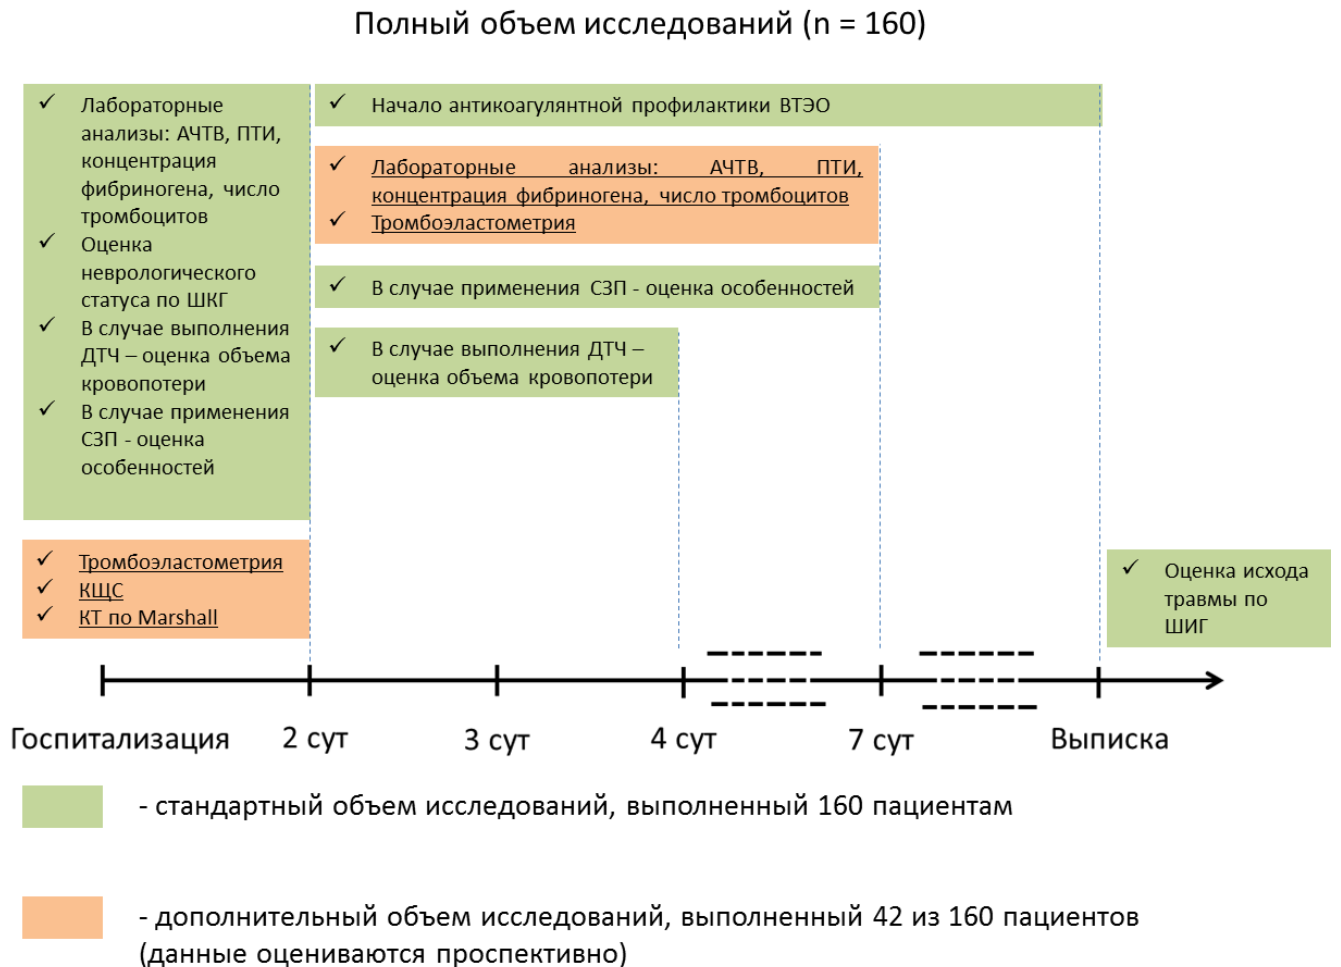 Полный объем исследований (n = 160)
✓ Лабораторные
анализы: АЧТВ, ПТИ,
концентрация
фибриногена, число
тромбоцитов
✓ Оценка
неврологического
статуса по ШКГ
✓ В случае выполнения
ДТЧ – оценка объема
кровопотери
✓ В случае применения
СЗП - оценка
особенностей
✓ Тромбоэластометрия
✓ КЩС
✓ КТ по Marshall
✓ Начало антикоагулянтной профилактики ВТЭО
✓ Лабораторные анализы: АЧТВ, ПТИ,
концентрация фибриногена, число тромбоцитов
✓ Тромбоэластометрия
✓ В случае применения СЗП - оценка особенностей
✓ В случае выполнения ДТЧ –
оценка объема кровопотери
✓ Оценка исхода
травмы по
ШИГ
Госпитализация 2 сут 3 сут 4 сут 7 сут Выписка
- стандартный объем исследований, выполненный 160 пациентам
- дополнительный объем исследований, выполненный 42 из 160 пациентов
(данные оцениваются проспективно)